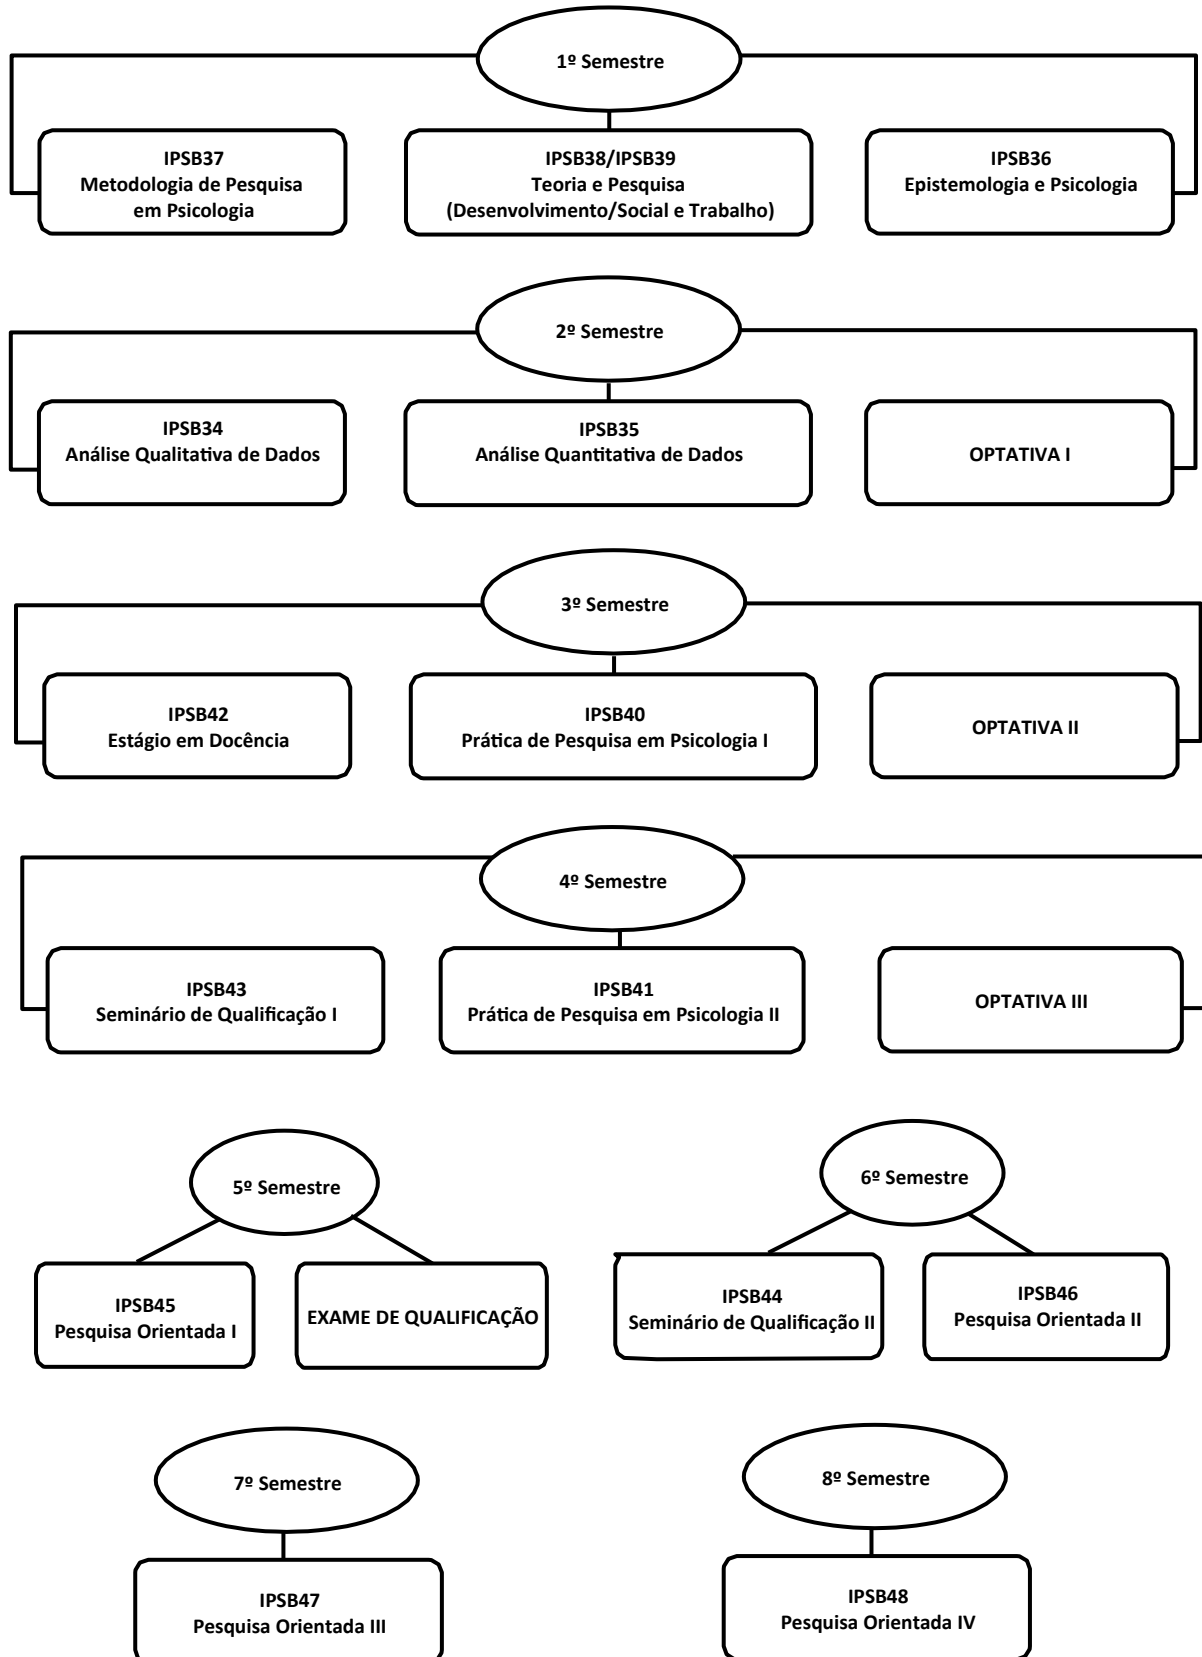 1º Semestre
IPSB37
Metodologia de Pesquisa
em Psicologia
IPSB38/IPSB39
Teoria e Pesquisa
(Desenvolvimento/Social e Trabalho)
IPSB36
Epistemologia e Psicologia
2º Semestre
IPSB34
Análise Qualitativa de Dados
IPSB35
Análise Quantitativa de Dados
OPTATIVA I
3º Semestre
IPSB42
Estágio em Docência
IPSB40
Prática de Pesquisa em Psicologia I
OPTATIVA II
4º Semestre
IPSB43
Seminário de Qualificação I
IPSB41
Prática de Pesquisa em Psicologia II
OPTATIVA III
5º Semestre
IPSB45
Pesquisa Orientada I
EXAME DE QUALIFICAÇÃO
6º Semestre
IPSB44
Seminário de Qualificação II
IPSB46
Pesquisa Orientada II
7º Semestre
IPSB47
Pesquisa Orientada III
8º Semestre
IPSB48
Pesquisa Orientada IV